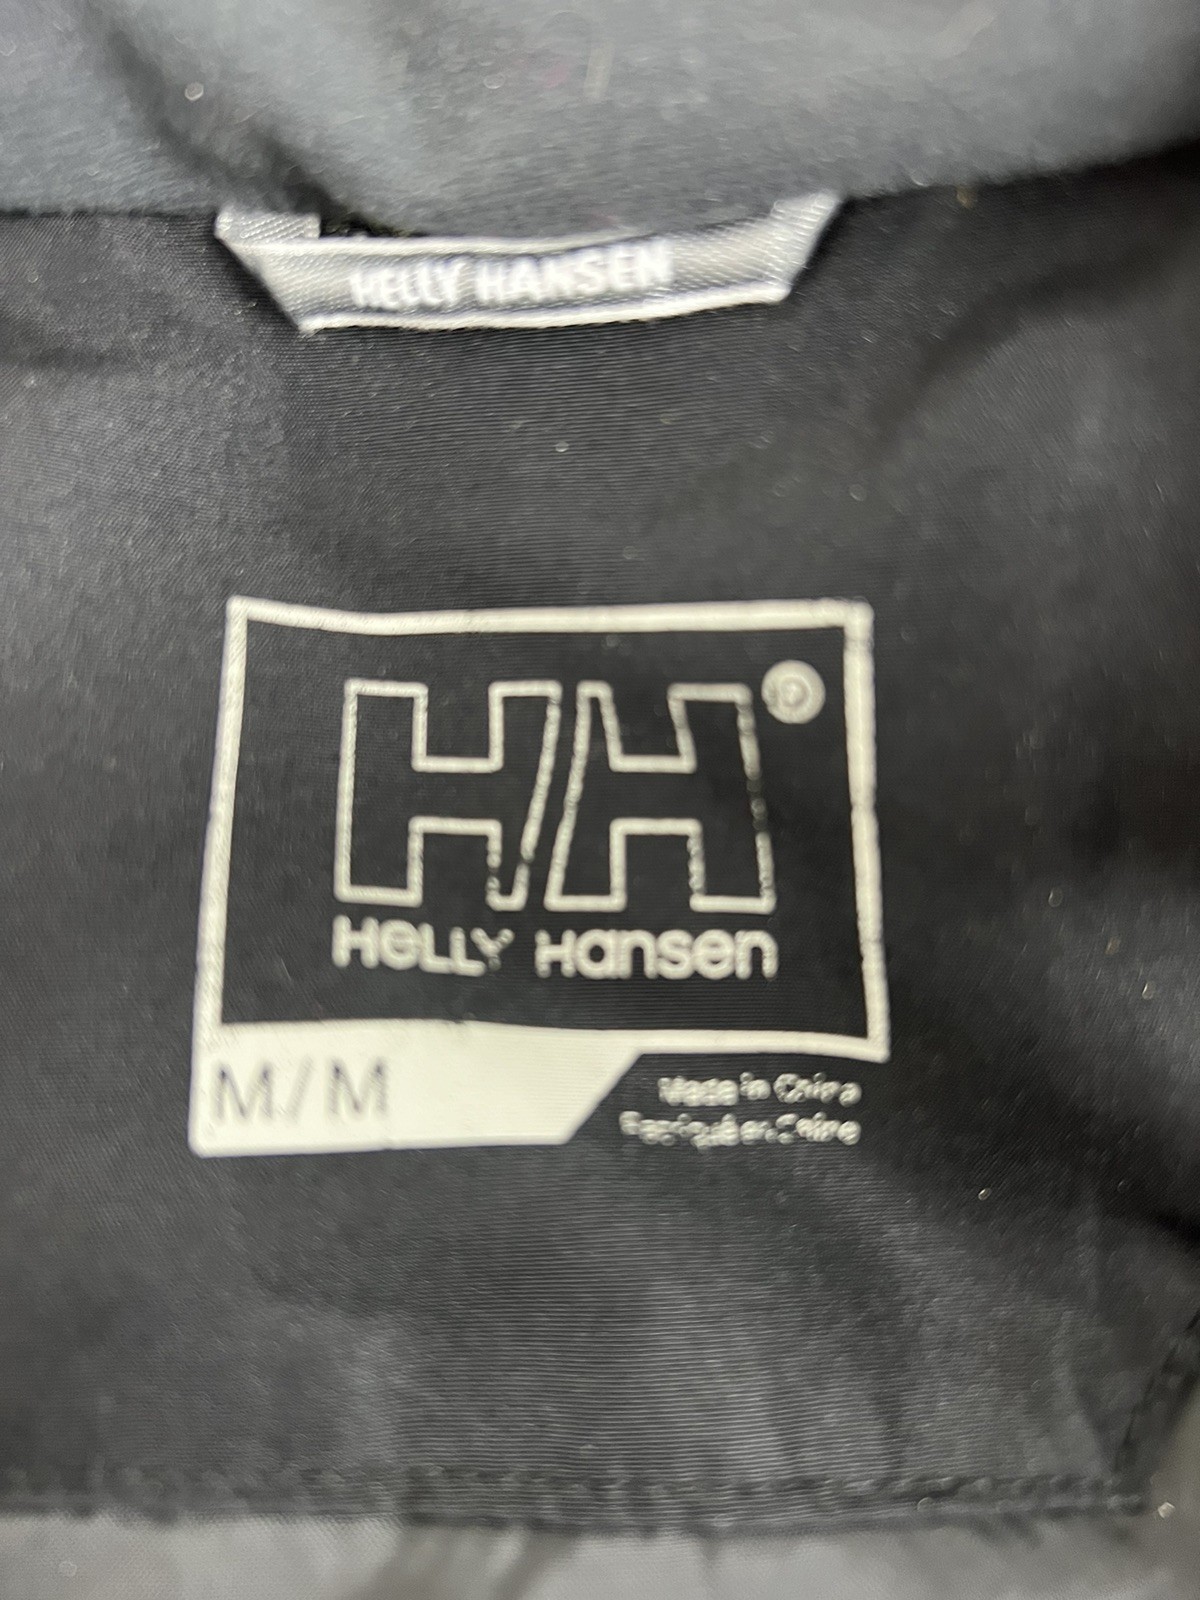 HELLY HANSEN
HH®
Helly Hansen
M/M
Made in China
Fabriqué en Chine